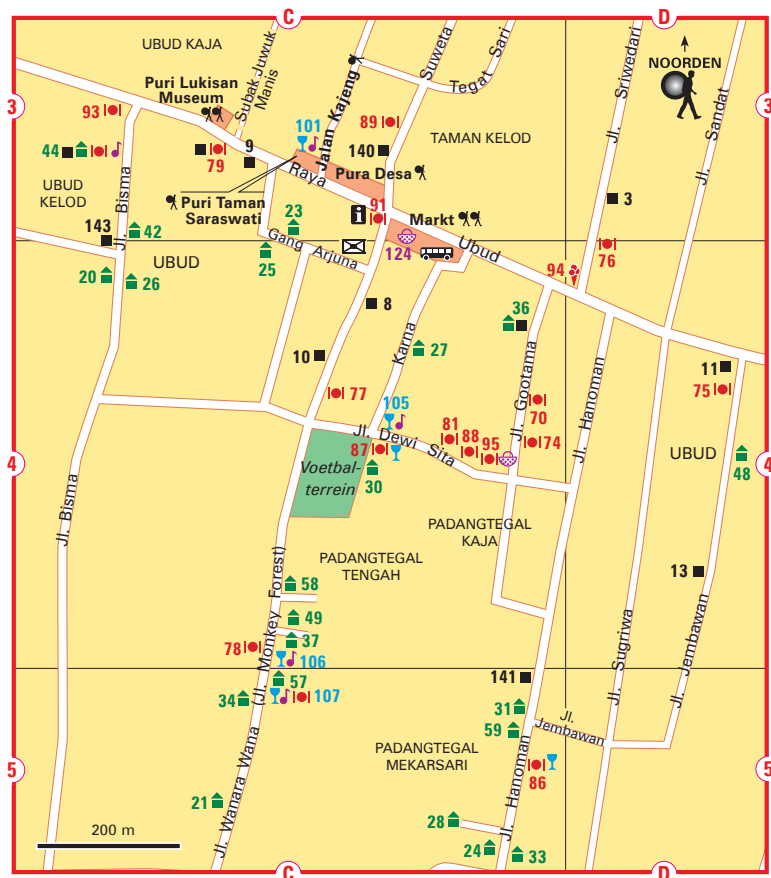 C
D
UBUD KAJA
Subak Juwuk
Manis
Jalan Kajeng
Suweta
Tegat Sari
Jl. Sriwedari
NOORDEN
Jl. Sandat
3
3
Puri Lukisan
Museum
93
101
89
TAMAN KELOD
44
79
9
140
Raya
Pura Desa
UBUD
KELOD
Jl. Bisma
Puri Taman
Saraswati
91
Markt
3
143
42
23
Gang Arjuna
124
Ubud
76
UBUD
25
94
20
26
8
36
10
Karna
27
Jl. Gootama
Jl. Hanoman
11
77
105
70
75
Jl. Dewi Sita
81
88
95
74
UBUD
87
48
4
4
Voetbal-
terrein
30
Jl. Bisma
PADANGTEGAL
KAJA
PADANGTEGAL
TENGAH
13
58
49
37
78
106
Jl. Wanara Wana (Jl. Monkey Forest)
57
141
34
107
31
59
Jl.
Jembawan
Jl. Sugriwa
Jl. Jembawan
PADANGTEGAL
MEKARSARI
5
5
86
21
28
Jl. Hanoman
200 m
24
33
C
D